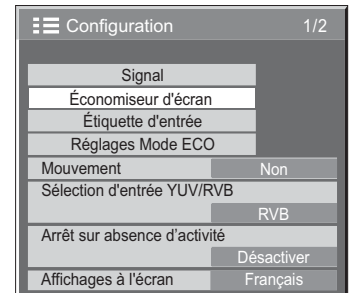 Configuration 1/2
Signal
Économiseur d'écran
Étiquette d'entrée
Réglages Mode ECO
Mouvement Non
Sélection d'entrée YUV/RVB
RVB
Arrêt sur absence d'activité
Désactiver
Affichages à l'écran Français